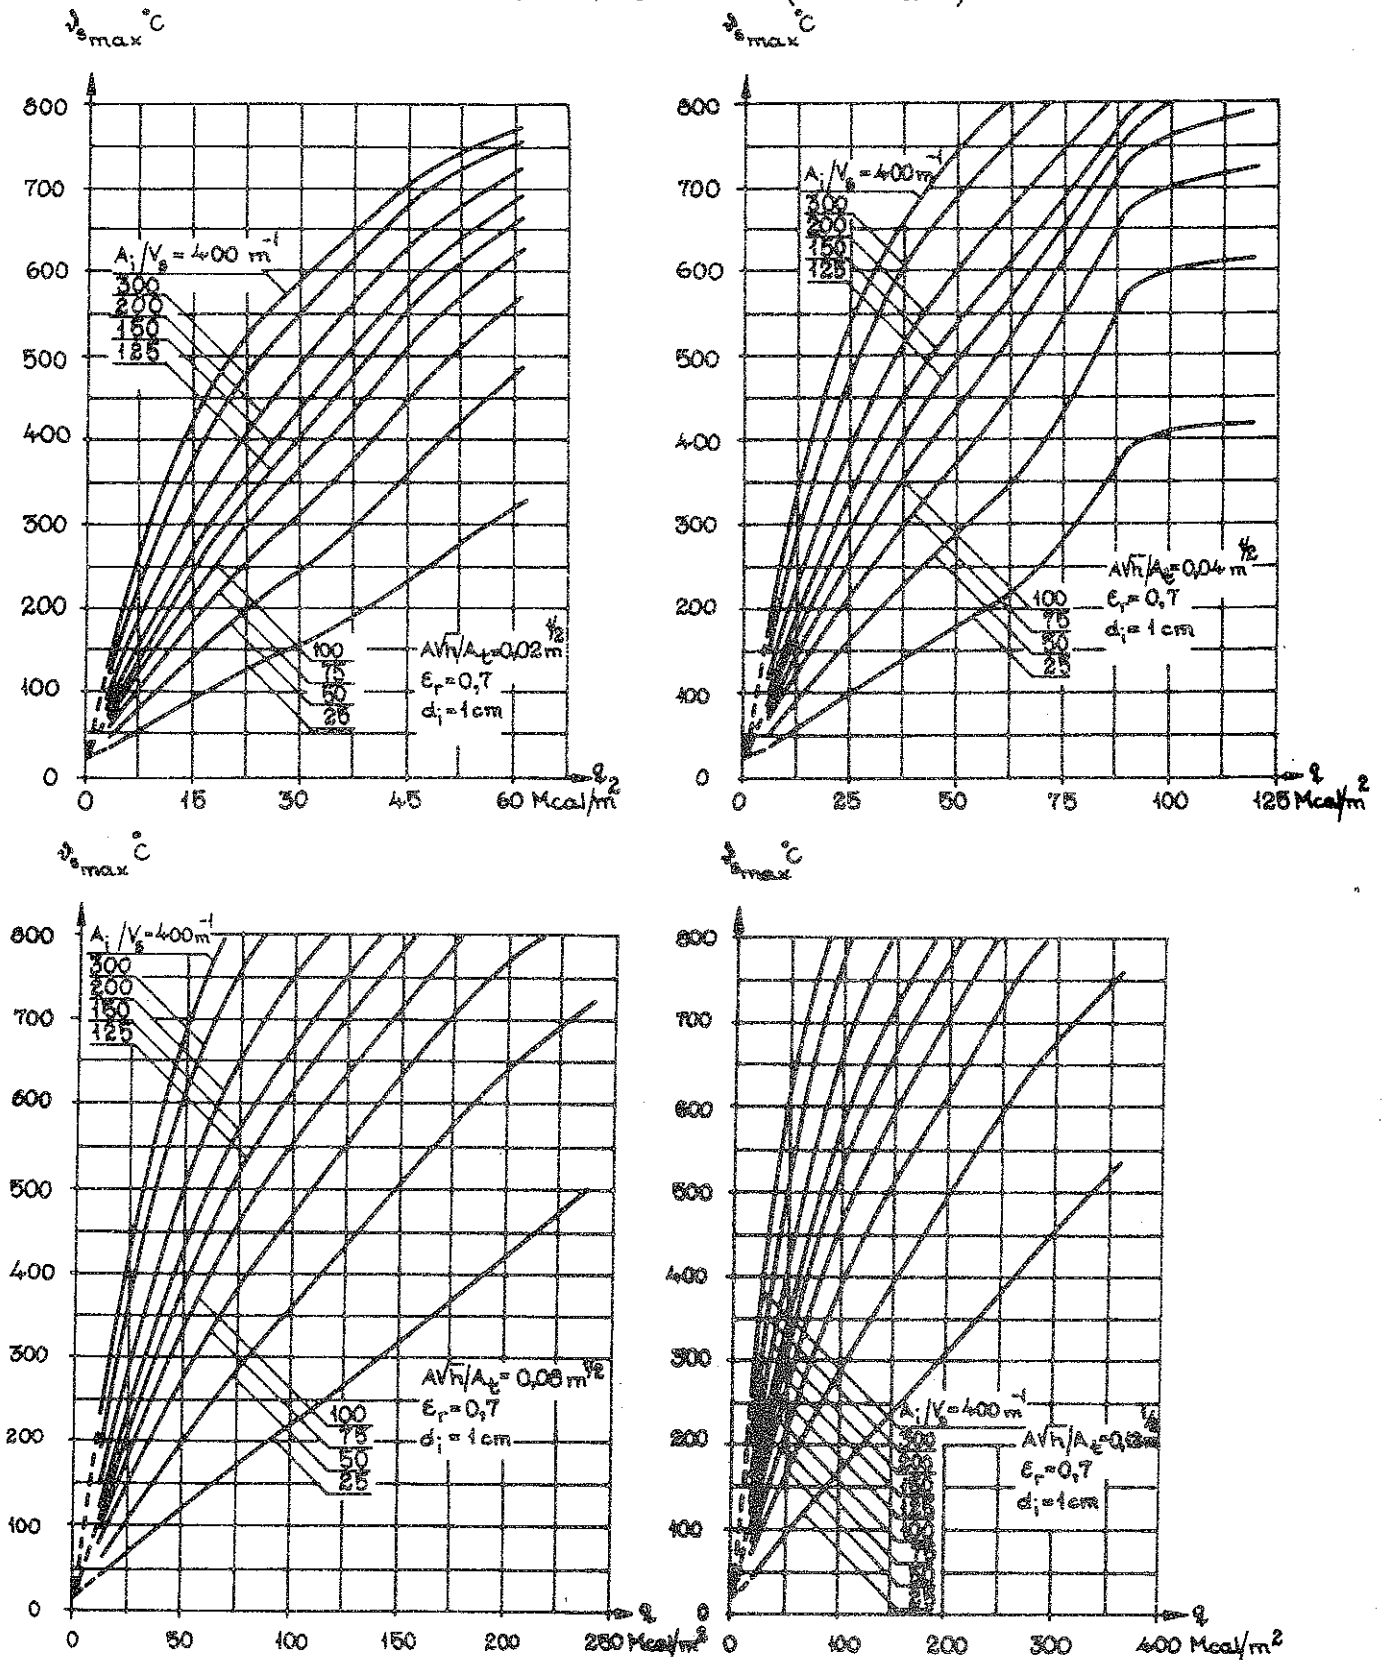 ϑs max °C
800
700
600
500
400
300
200
100
0
Ai/Vs = 400 m-1
300
200
150
125
100
75
50
25
A√h/At = 0,02 m1/2
εr = 0,7
di = 1 cm
0 15 30 45 60 Mcal/m2
q
ϑs max °C
800
700
600
500
400
300
200
100
0
Ai/Vs = 400 m-1
300
200
150
125
100
75
50
25
A√h/At = 0,04 m1/2
εr = 0,7
di = 1 cm
0 25 50 75 100 125 Mcal/m2
q
ϑs max °C
800
700
600
500
400
300
200
100
0
Ai/Vs = 400 m-1
300
200
150
125
100
75
50
25
A√h/At = 0,08 m1/2
εr = 0,7
di = 1 cm
0 50 100 150 200 250 Mcal/m2
q
ϑs max °C
800
700
600
500
400
300
200
100
0
Ai/Vs = 400 m-1
300
200
A√h/At =
εr = 0,7
di = 1 cm
0 100 200 300 400 Mcal/m2
q